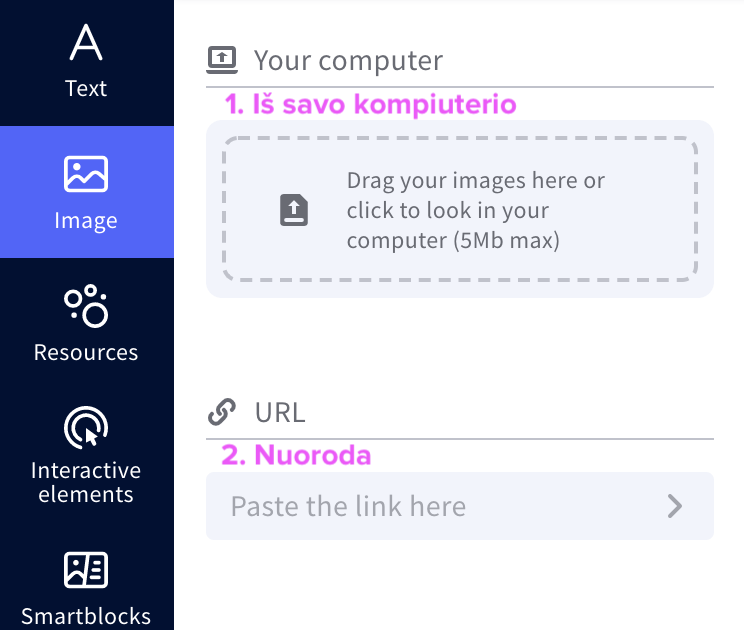 Text
Image
Resources
Interactive
elements
Smartblocks
Your computer
1. Iš savo kompiuterio
Drag your images here or
click to look in your
computer (5Mb max)
URL
2. Nuoroda
Paste the link here